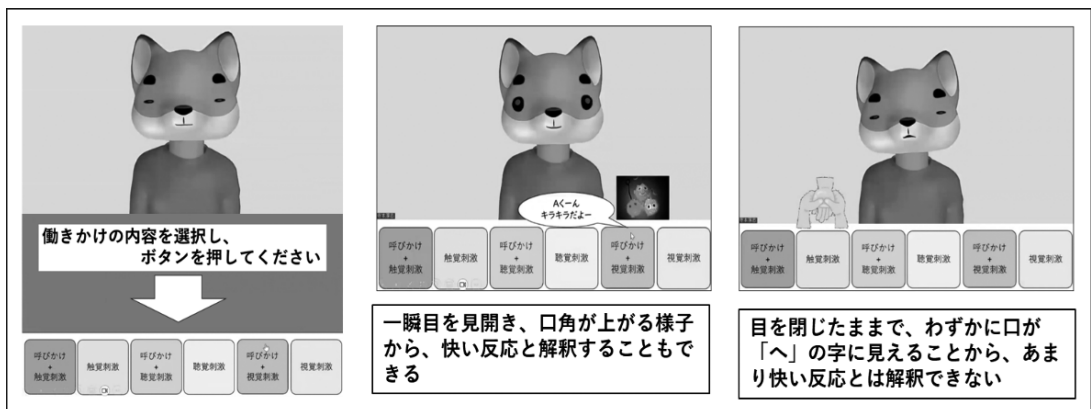 働きかけの内容を選択し、
ボタンを押してください
呼びかけ
+
触覚刺激
触覚刺激
呼びかけ
+
聴覚刺激
聴覚刺激
呼びかけ
+
視覚刺激
視覚刺激
Aくーん
キラキラだよー
呼びかけ
+
触覚刺激
触覚刺激
呼びかけ
+
聴覚刺激
聴覚刺激
呼びかけ
+
視覚刺激
視覚刺激
一瞬目を見開き、口角が上がる様子
から、快い反応と解釈することもで
きる
呼びかけ
+
触覚刺激
触覚刺激
呼びかけ
+
聴覚刺激
聴覚刺激
呼びかけ
+
視覚刺激
視覚刺激
目を閉じたままで、わずかに口が
「へ」の字に見えることから、あま
り快い反応とは解釈できない